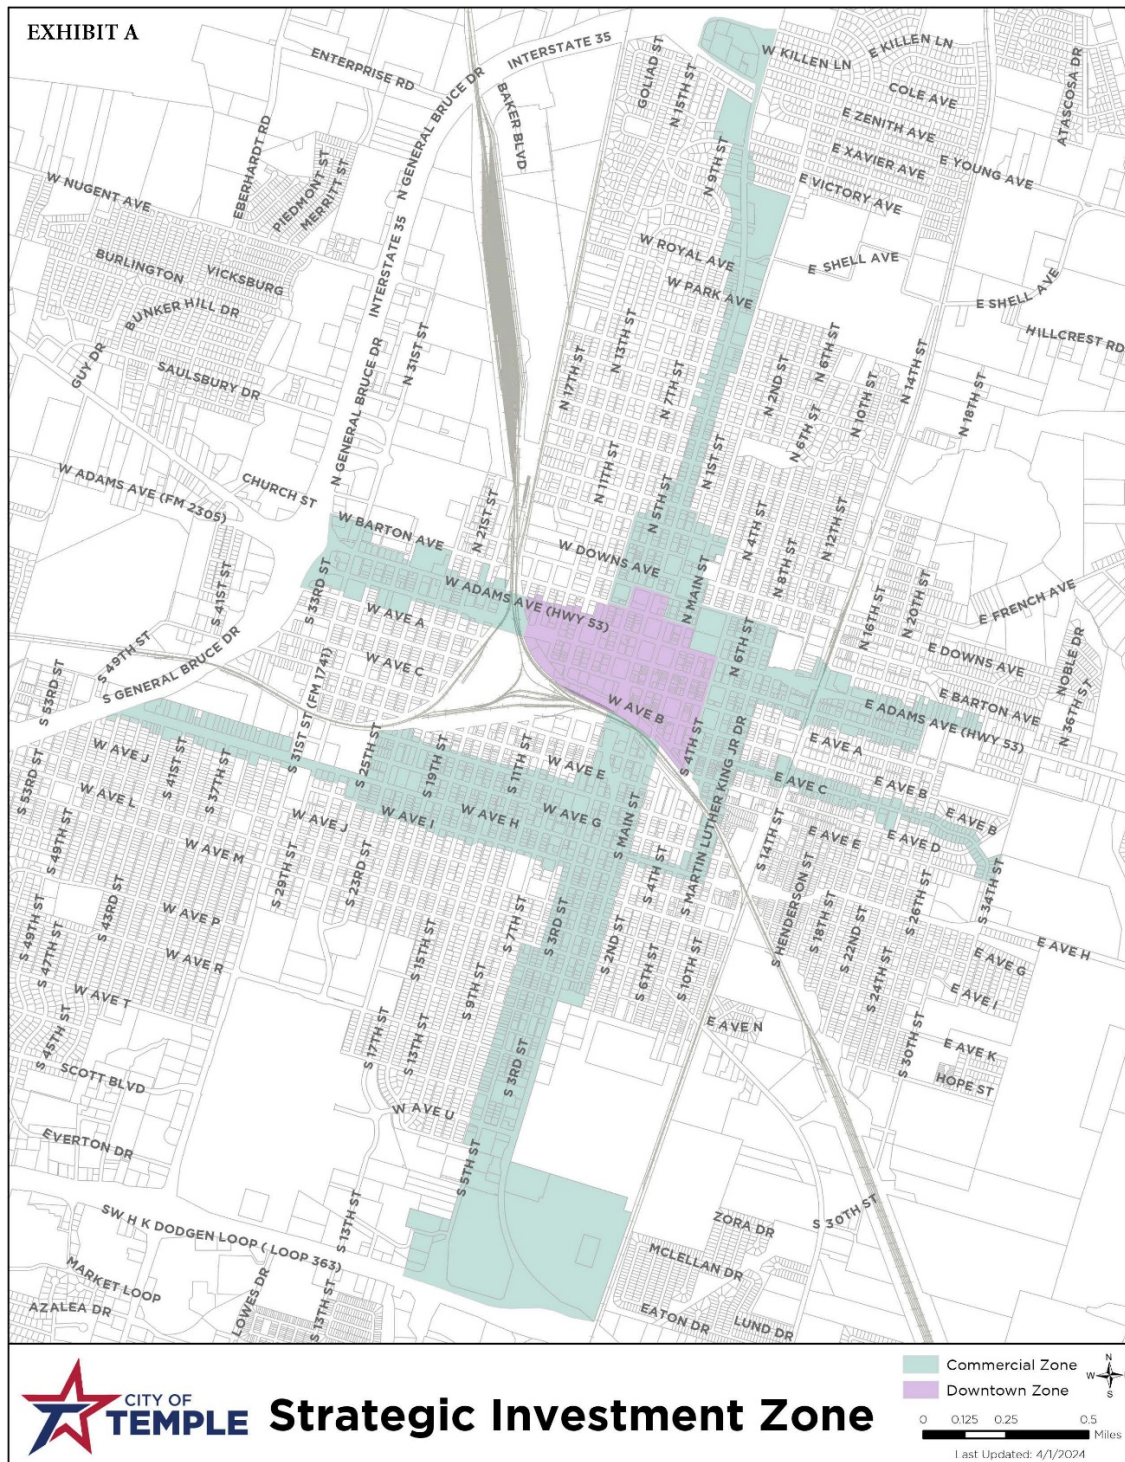 EXHIBIT A
INTERSTATE 35
ENTERPRISE RD
N GENERAL BRUCE DR
BAKER BLVD
GOLIAD ST
N 15TH ST
W KILLEN LN
E KILLEN LN
COLE AVE
ATASCOSA DR
E ZENITH AVE
E XAVIER AVE
E YOUNG AVE
E VICTORY AVE
N 9TH ST
EBERHARDT RD
PIEDMONT ST
MERRITT ST
W NUGENT AVE
INTERSTATE 35
BURLINGTON
VICKSBURG
BUNKER HILL DR
GUY DR
SAULSBURY DR
N GENERAL BRUCE DR
N 31ST ST
W ROYAL AVE
W PARK AVE
E SHELL AVE
E SHELL AVE
HILLCREST RD
N 17TH ST
N 13TH ST
N 7TH ST
N 2ND ST
N 6TH ST
N 6TH ST
N 10TH ST
N 14TH ST
N 18TH ST
N 11TH ST
N 5TH ST
N 1ST ST
N 4TH ST
N 8TH ST
N 12TH ST
CHURCH ST
W ADAMS AVE (FM 2305)
W BARTON AVE
N 21ST ST
W DOWNS AVE
N MAIN ST
W ADAMS AVE (HWY 53)
N 6TH ST
N 16TH ST
N 20TH ST
E FRENCH AVE
NOBLE DR
N 36TH ST
E DOWNS AVE
E BARTON AVE
E ADAMS AVE (HWY 53)
S 41ST ST
S 33RD ST
W AVE A
W AVE C
S 49TH ST
S GENERAL BRUCE DR
S 53RD ST
31ST ST (FM 1741)
W AVE B
S 4TH ST
S MARTIN LUTHER KING JR DR
E AVE A
E AVE C
E AVE B
E AVE B
E AVE D
E AVE E
S 53RD ST
W AVE J
S 41ST ST
S 37TH ST
W AVE L
S 49TH ST
W AVE M
S 25TH ST
S 19TH ST
S 11TH ST
W AVE E
W AVE J
W AVE I
W AVE H
W AVE G
S MAIN ST
S 14TH ST
S HENDERSON ST
S 18TH ST
S 22ND ST
S 24TH ST
S 26TH ST
S 34TH ST
E AVE H
E AVE G
E AVE I
E AVE K
HOPE ST
S 30TH ST
S 29TH ST
S 23RD ST
S 43RD ST
W AVE P
W AVE R
S 49TH ST
S 47TH ST
W AVE T
S 45TH ST
SCOTT BLVD
EVERTON DR
S 15TH ST
S 7TH ST
S 3RD ST
S 9TH ST
S 2ND ST
S 4TH ST
S 6TH ST
S 10TH ST
E AVE N
S 17TH ST
S 13TH ST
W AVE U
S 3RD ST
S 5TH ST
S 13TH ST
SW H K DODGEN LOOP ( LOOP 363)
MARKET LOOP
AZALEA DR
LOWES DR
S 13TH ST
S 30TH ST
ZORA DR
MCLELLAN DR
EATON DR
LUND DR
CITY OF
TEMPLE
Strategic Investment Zone
Commercial Zone
Downtown Zone
N
W
S
0 0.125 0.25 0.5
Miles
Last Updated: 4/1/2024